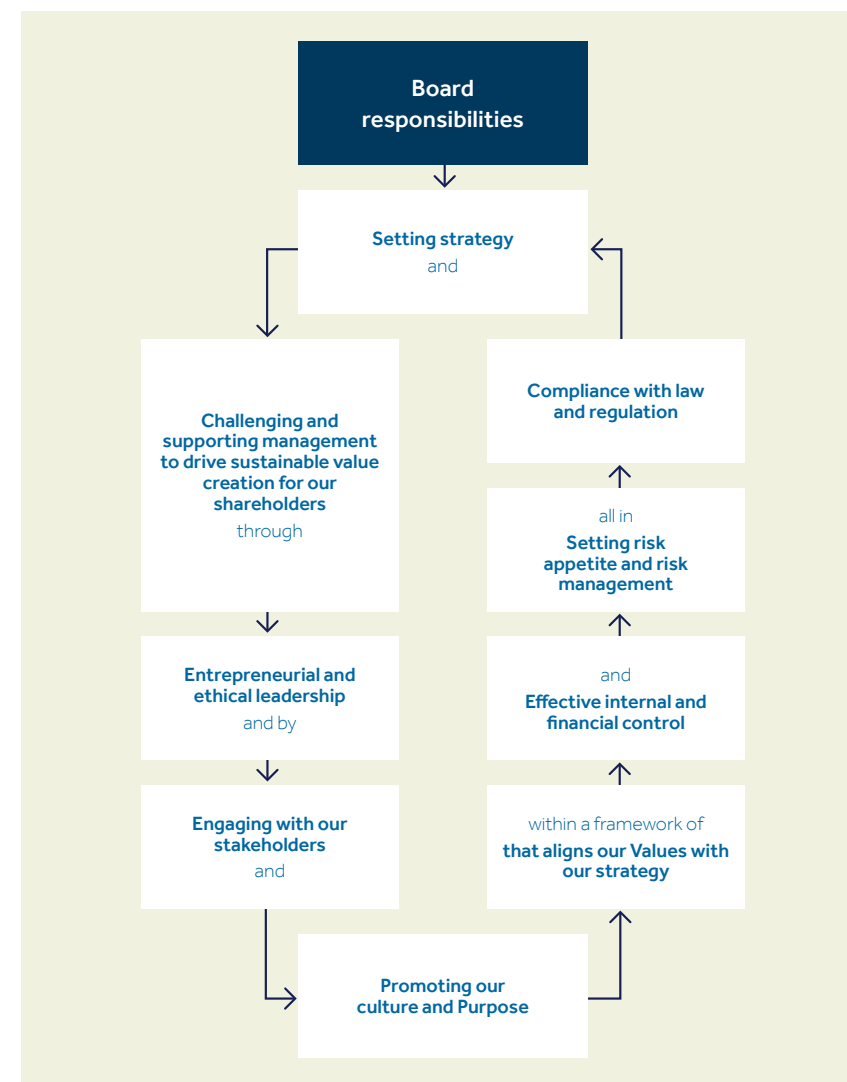 Board
responsibilities
Setting strategy
and
Challenging and
supporting management
to drive sustainable value
creation for our
shareholders
through
Entrepreneurial and
ethical leadership
and by
Engaging with our
stakeholders
and
Promoting our
culture and Purpose
within a framework of
that aligns our Values with
our strategy
and
Effective internal and
financial control
all in
Setting risk
appetite and risk
management
Compliance with law
and regulation